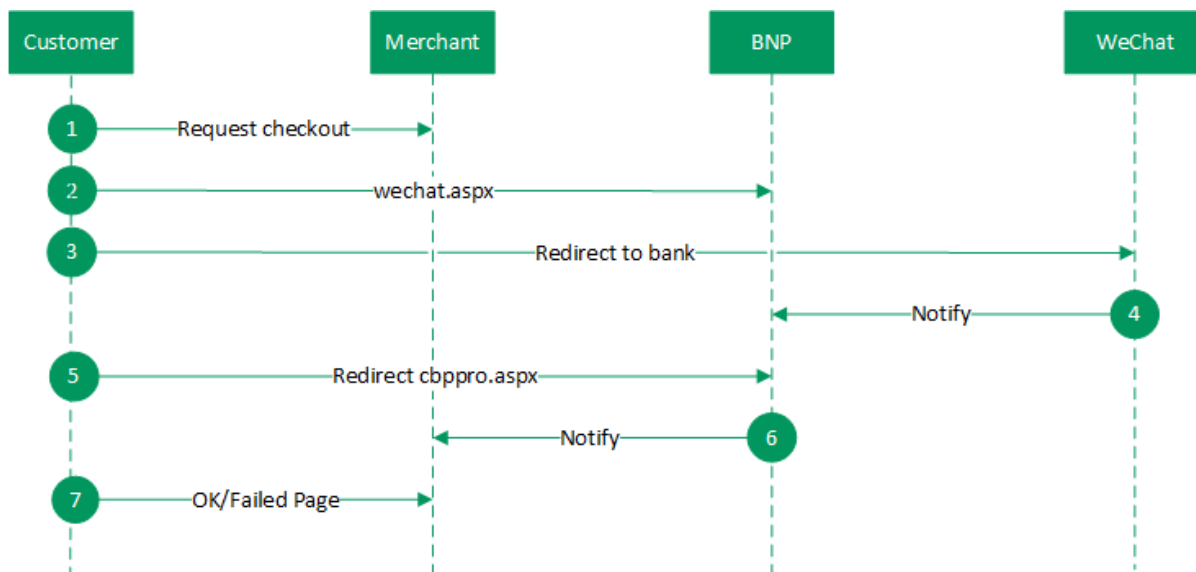 Customer
Merchant
BNP
WeChat
1
Request checkout
2
wechat.aspx
3
Redirect to bank
Notify
4
5
Redirect cbppro.aspx
Notify
6
7
OK/Failed Page